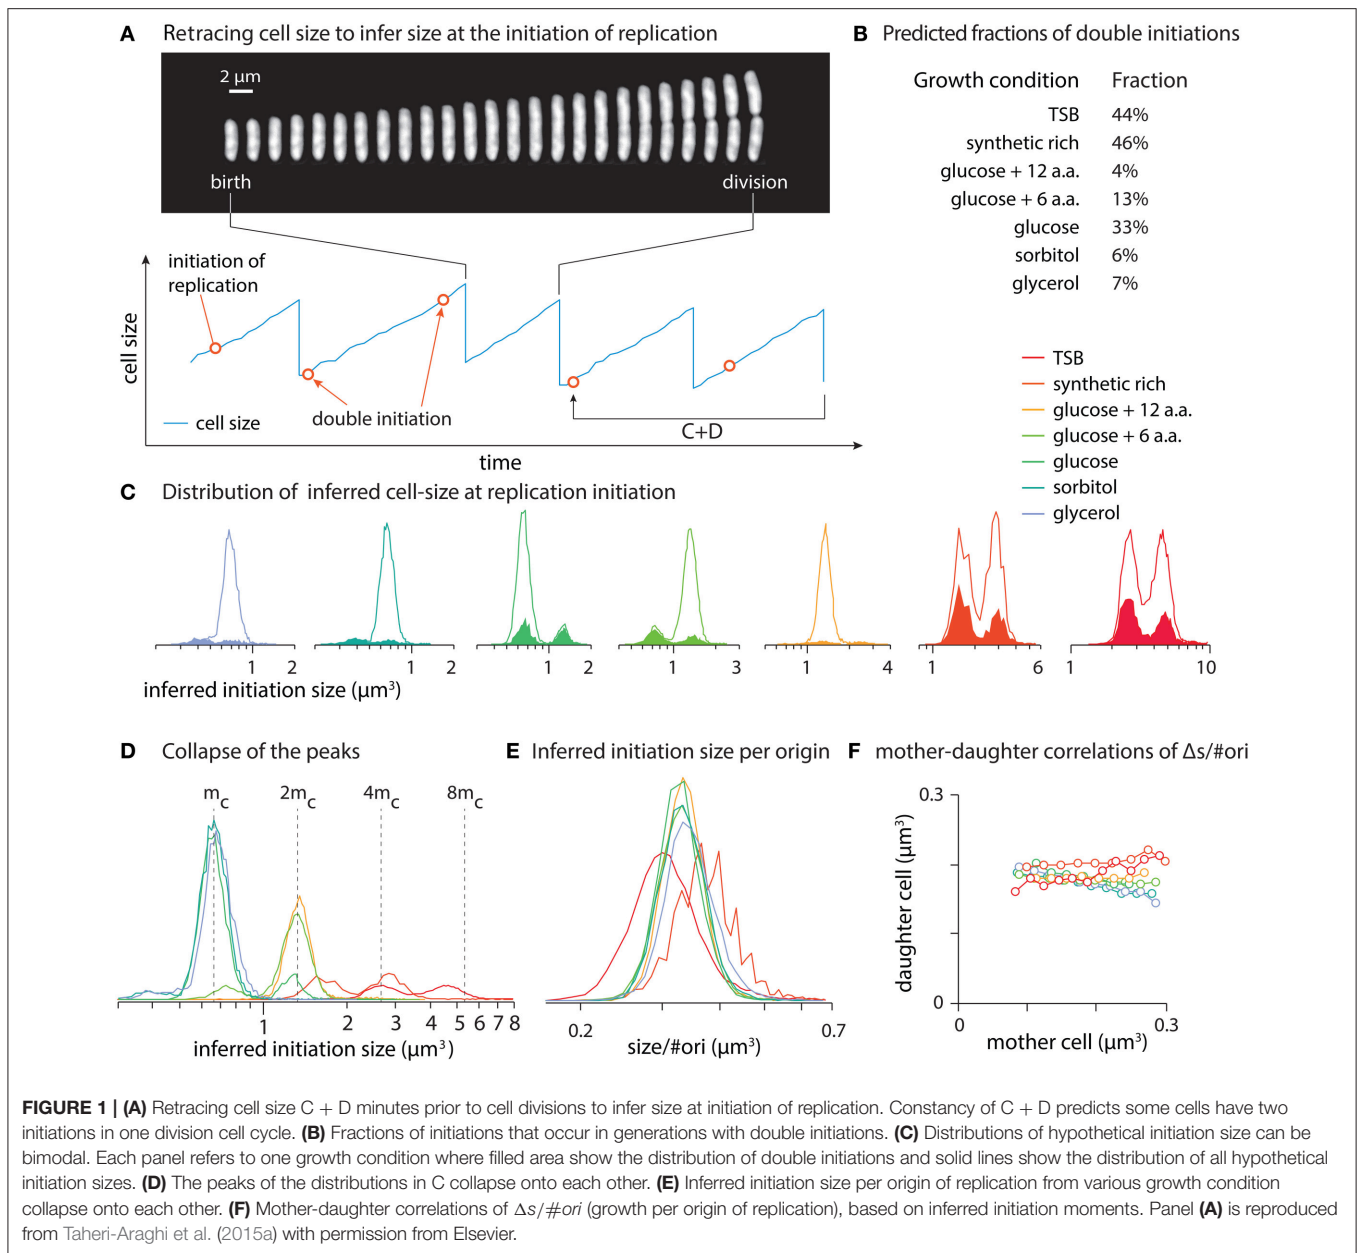 A Retracing cell size to infer size at the initiation of replication
2 µm
birth
division
initiation of
replication
cell size
double initiation
cell size
C+D
time
B Predicted fractions of double initiations
Growth condition Fraction
TSB 44%
synthetic rich 46%
glucose + 12 a.a. 4%
glucose + 6 a.a. 13%
glucose 33%
sorbitol 6%
glycerol 7%
TSB
synthetic rich
glucose + 12 a.a.
glucose + 6 a.a.
glucose
sorbitol
glycerol
C Distribution of inferred cell-size at replication initiation
1 2 1 2 1 2 1 3 1 4 1 6 1 10
inferred initiation size (µm³)
D Collapse of the peaks
m_c 2m_c 4m_c 8m_c
1 2 3 4 5 6 7 8
inferred initiation size (µm³)
E Inferred initiation size per origin
0.2 0.7
size/#ori (µm³)
F mother-daughter correlations of Δs/#ori
0.3
daughter cell (µm³)
0
0 0.3
mother cell (µm³)
FIGURE 1 | (A) Retracing cell size C + D minutes prior to cell divisions to infer size at initiation of replication. Constancy of C + D predicts some cells have two
initiations in one division cell cycle. (B) Fractions of initiations that occur in generations with double initiations. (C) Distributions of hypothetical initiation size can be
bimodal. Each panel refers to one growth condition where filled area show the distribution of double initiations and solid lines show the distribution of all hypothetical
initiation sizes. (D) The peaks of the distributions in C collapse onto each other. (E) Inferred initiation size per origin of replication from various growth condition
collapse onto each other. (F) Mother-daughter correlations of Δs/#ori (growth per origin of replication), based on inferred initiation moments. Panel (A) is reproduced
from Taheri-Araghi et al. (2015a) with permission from Elsevier.